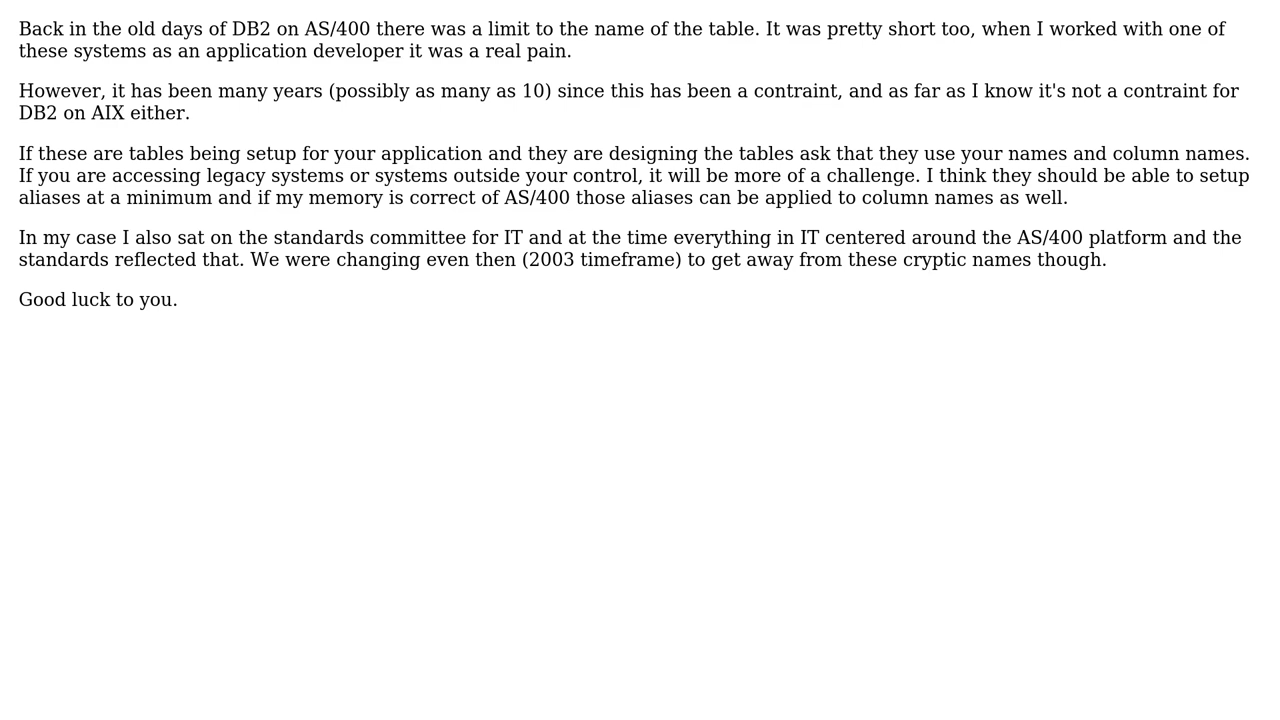 Back in the old days of DB2 on AS/400 there was a limit to the name of the table. It was pretty short too, when I worked with one of
these systems as an application developer it was a real pain.
However, it has been many years (possibly as many as 10) since this has been a contraint, and as far as I know it's not a contraint for
DB2 on AIX either.
If these are tables being setup for your application and they are designing the tables ask that they use your names and column names.
If you are accessing legacy systems or systems outside your control, it will be more of a challenge. I think they should be able to setup
aliases at a minimum and if my memory is correct of AS/400 those aliases can be applied to column names as well.
In my case I also sat on the standards committee for IT and at the time everything in IT centered around the AS/400 platform and the
standards reflected that. We were changing even then (2003 timeframe) to get away from these cryptic names though.
Good luck to you.